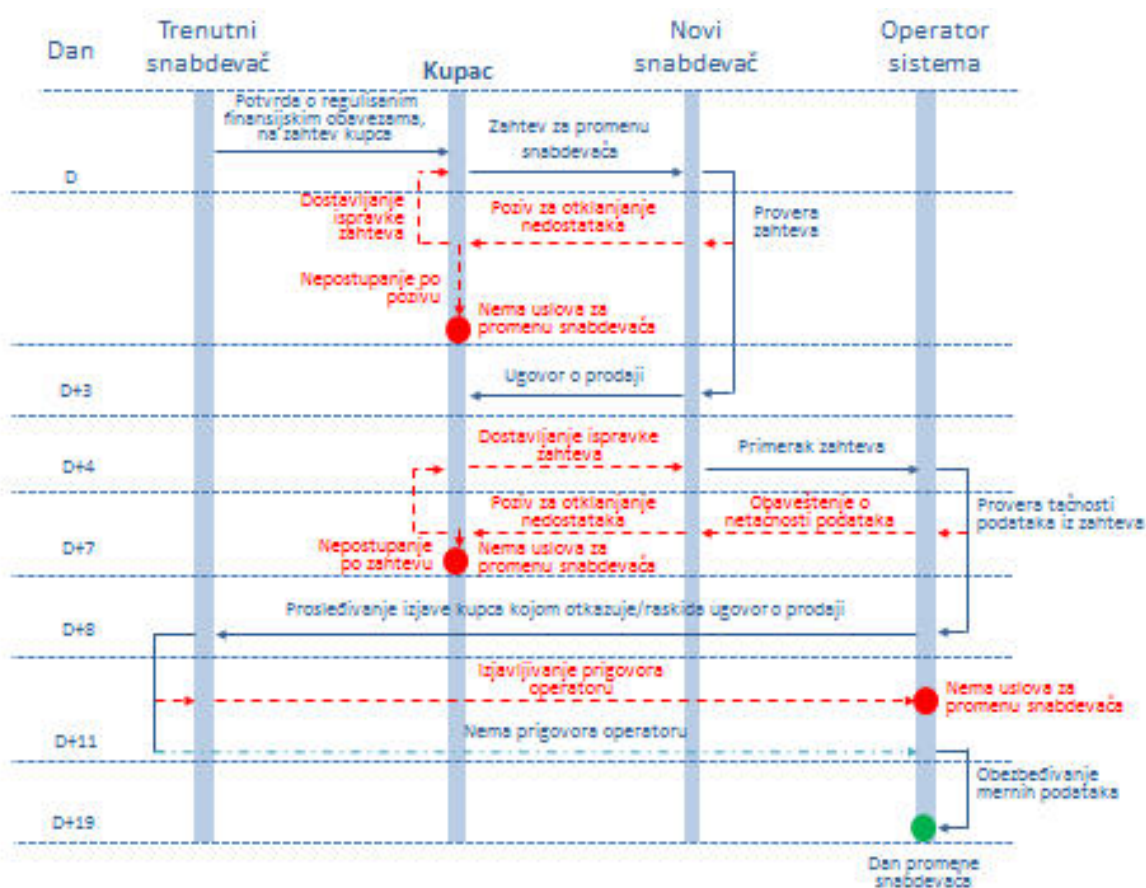 Dan
Trenutni
snabdevač
Kupac
Novi
snabdevač
Operator
sistema
Potvrda o regulisanim
finansijskim obavezama,
na zahtev kupca
Zahtev za promenu
snabdevača
D
Dostavljanje
ispravke
zahteva
Poziv za otklanjanje
nedostataka
Provera
zahteva
Nepostupanje po
pozivu
Nema uslova za
promenu snabdevača
D+3
Ugovor o prodaji
Dostavljanje ispravke
zahteva
Primerak zahteva
D+4
Poziv za otklanjanje
nedostataka
Obaveštenje o
netačnosti podataka
Provera tačnosti
podataka iz zahteva
D+7
Nepostupanje
po zahtevu
Nema uslova za
promenu snabdevača
Prosleđivanje izjave kupca kojom otkazuje/raskida ugovor o prodaji
D+8
Izjavljivanje prigovora
operatoru
Nema uslova za
promenu snabdevača
Nema prigovora operatoru
D+11
Obezbeđivanje
mernih podataka
D+19
Dan promene
snabdevača